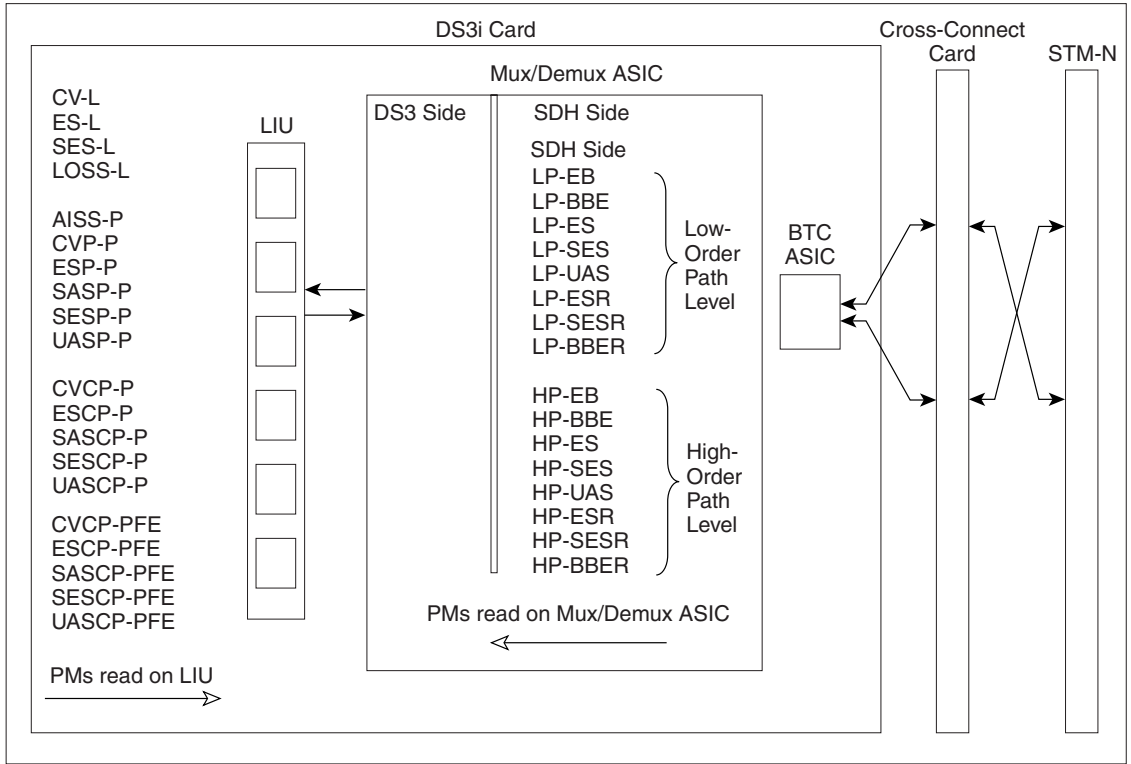 DS3i Card
Cross-Connect
Card
STM-N
Mux/Demux ASIC
CV-L
ES-L
SES-L
LOSS-L
AISS-P
CVP-P
ESP-P
SASP-P
SESP-P
UASP-P
CVCP-P
ESCP-P
SASCP-P
SESCP-P
UASCP-P
CVCP-PFE
ESCP-PFE
SASCP-PFE
SESCP-PFE
UASCP-PFE
PMs read on LIU
LIU
DS3 Side
SDH Side
SDH Side
LP-EB
LP-BBE
LP-ES
LP-SES
LP-UAS
LP-ESR
LP-SESR
LP-BBER
Low-
Order
Path
Level
HP-EB
HP-BBE
HP-ES
HP-SES
HP-UAS
HP-ESR
HP-SESR
HP-BBER
High-
Order
Path
Level
PMs read on Mux/Demux ASIC
BTC
ASIC